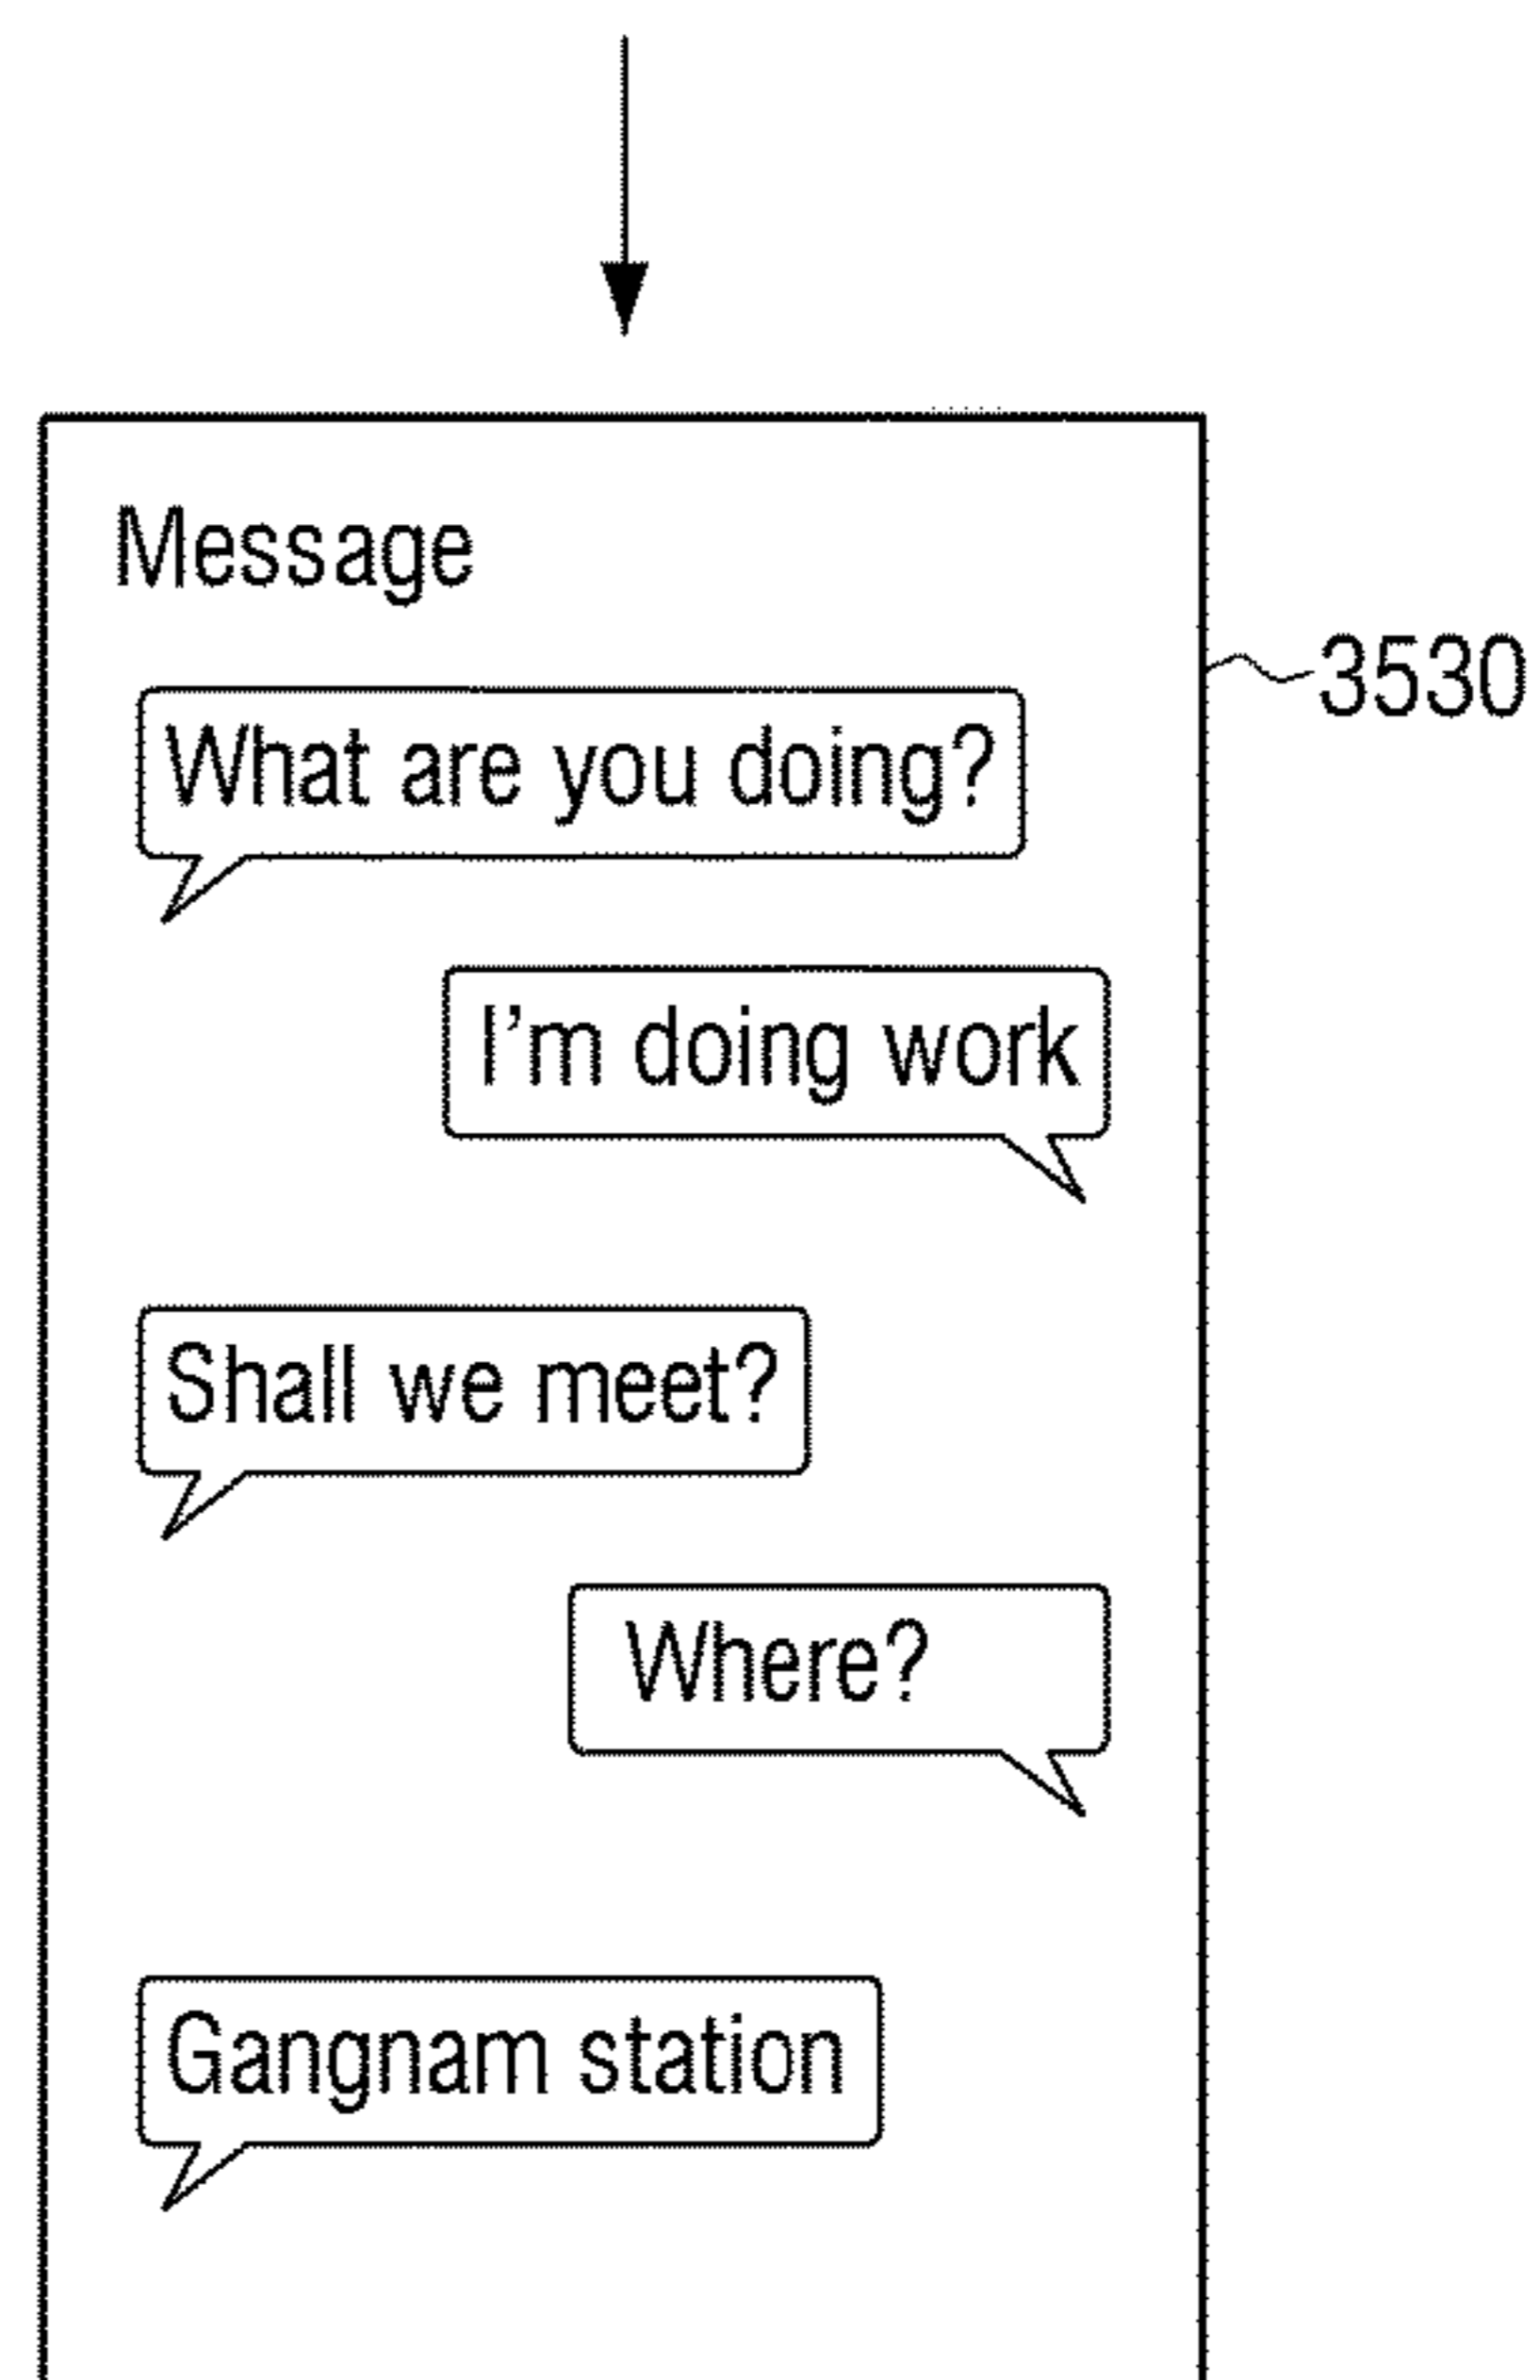 Message
3530
What are you doing?
I'm doing work
Shall we meet?
Where?
Gangnam station